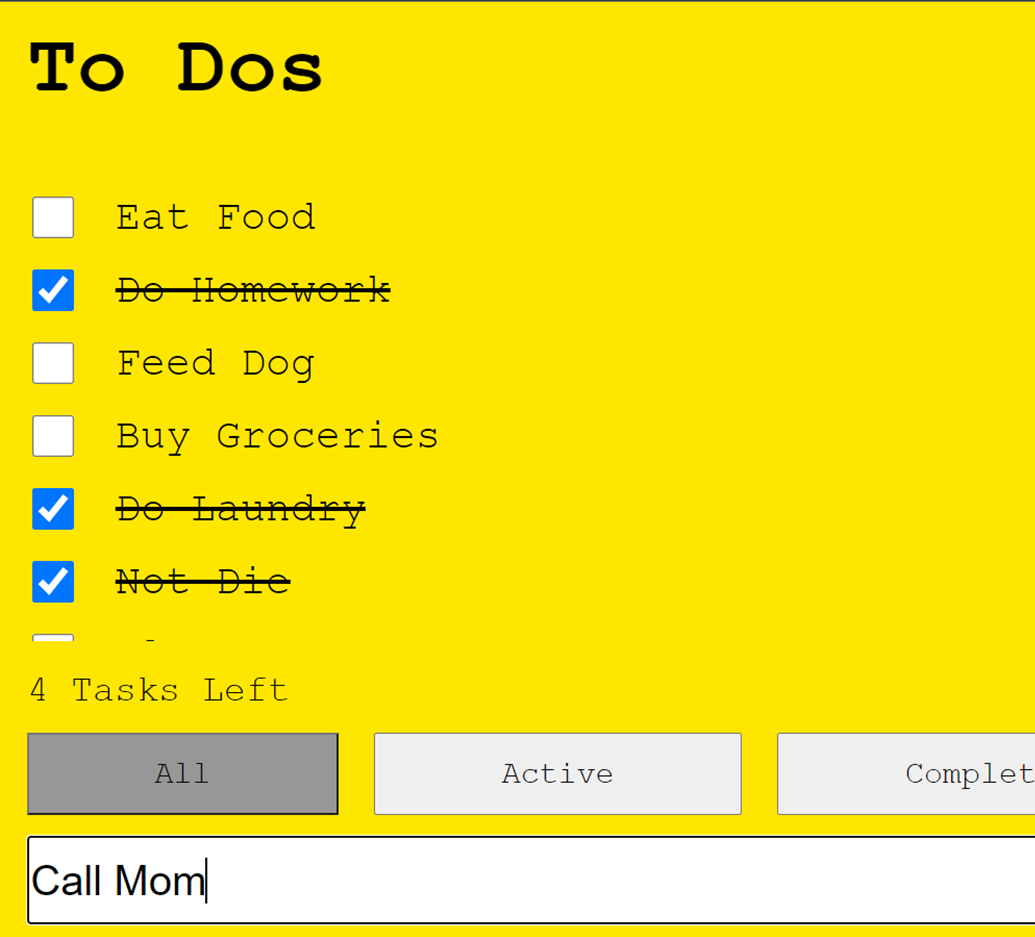 To Dos
Eat Food
Do Homework
Feed Dog
Buy Groceries
Do Laundry
Not Die
4 Tasks Left
All
Active
Complet
Call Mom